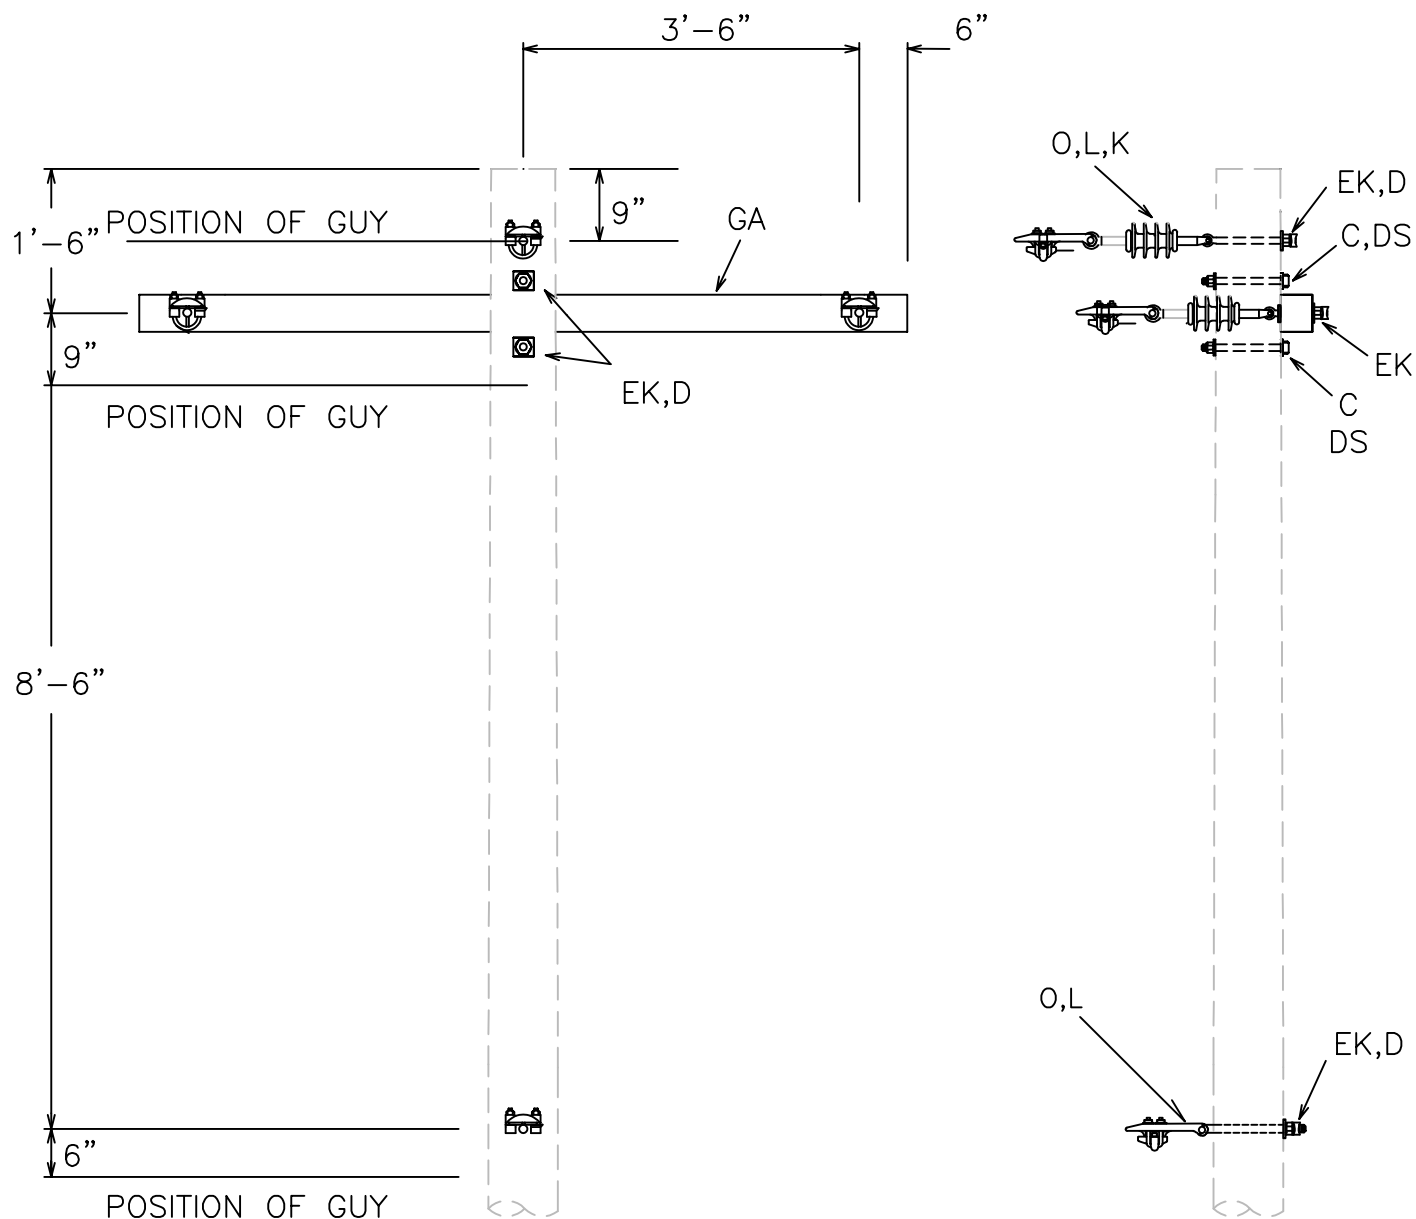 3'-6"
6"
O,L,K
EK,D
POSITION OF GUY
9"
GA
C,DS
1'-6"
9"
EK
EK,D
C
DS
POSITION OF GUY
8'-6"
O,L
EK,D
6"
POSITION OF GUY